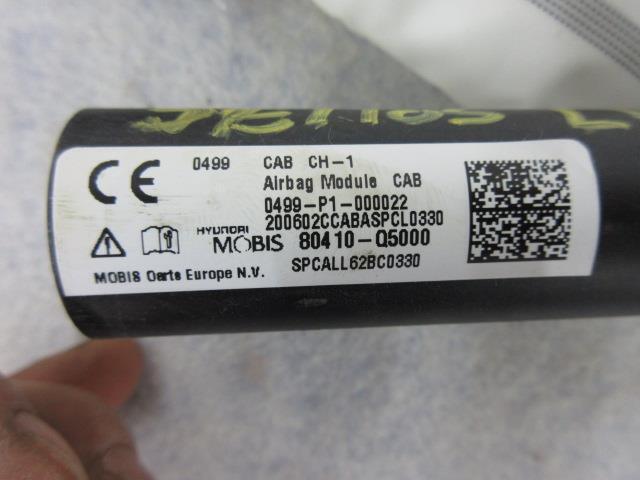 CE 0499 CAB CH-1
Airbag Module CAB
0499-P1-000022
200602CCABASPCL0330
HYUNDAI
MOBIS 80410-Q5000
SPCALL62BC0330
MOBIS Oarts Europe N.V.